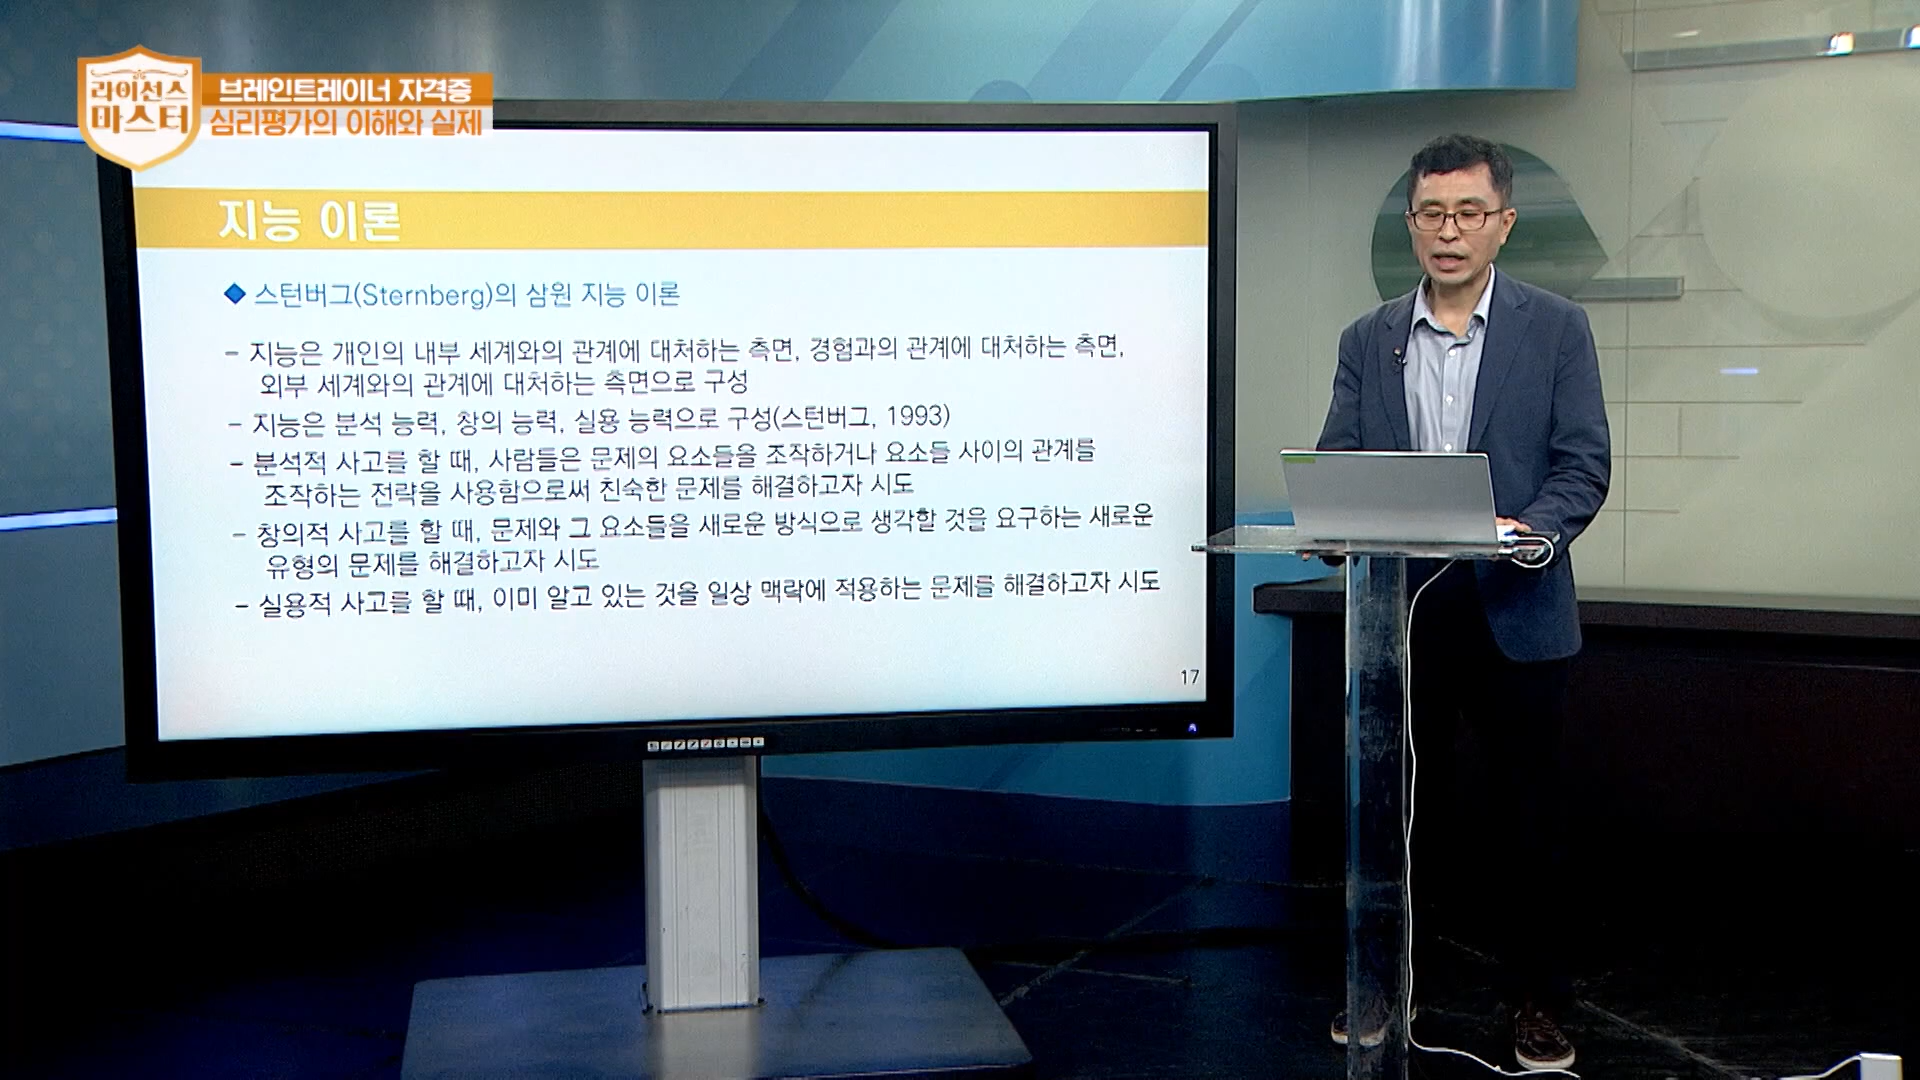 라이선스
마스터
브레인트레이너 자격증
심리평가의 이해와 실제
지능 이론
◆ 스턴버그(Sternberg)의 삼원 지능 이론
- 지능은 개인의 내부 세계와의 관계에 대처하는 측면, 경험과의 관계에 대처하는 측면,
외부 세계와의 관계에 대처하는 측면으로 구성
- 지능은 분석 능력, 창의 능력, 실용 능력으로 구성(스턴버그, 1993)
- 분석적 사고를 할 때, 사람들은 문제의 요소들올 조작하거나 요소들 사이의 관계를
조작하는 전략을 사용함으로써 친숙한 문제를 해결하고자 시도
- 창의적 사고를 할 때, 문제와 그 요소들을 새로운 방식으로 생각할 것을 요구하는 새로운
유형의 문제를 해결하고자 시도
- 실용적 사고를 할 때, 이미 알고 있는 것을 일상 맥락에 적용하는 문제를 해결하고자 시도
17